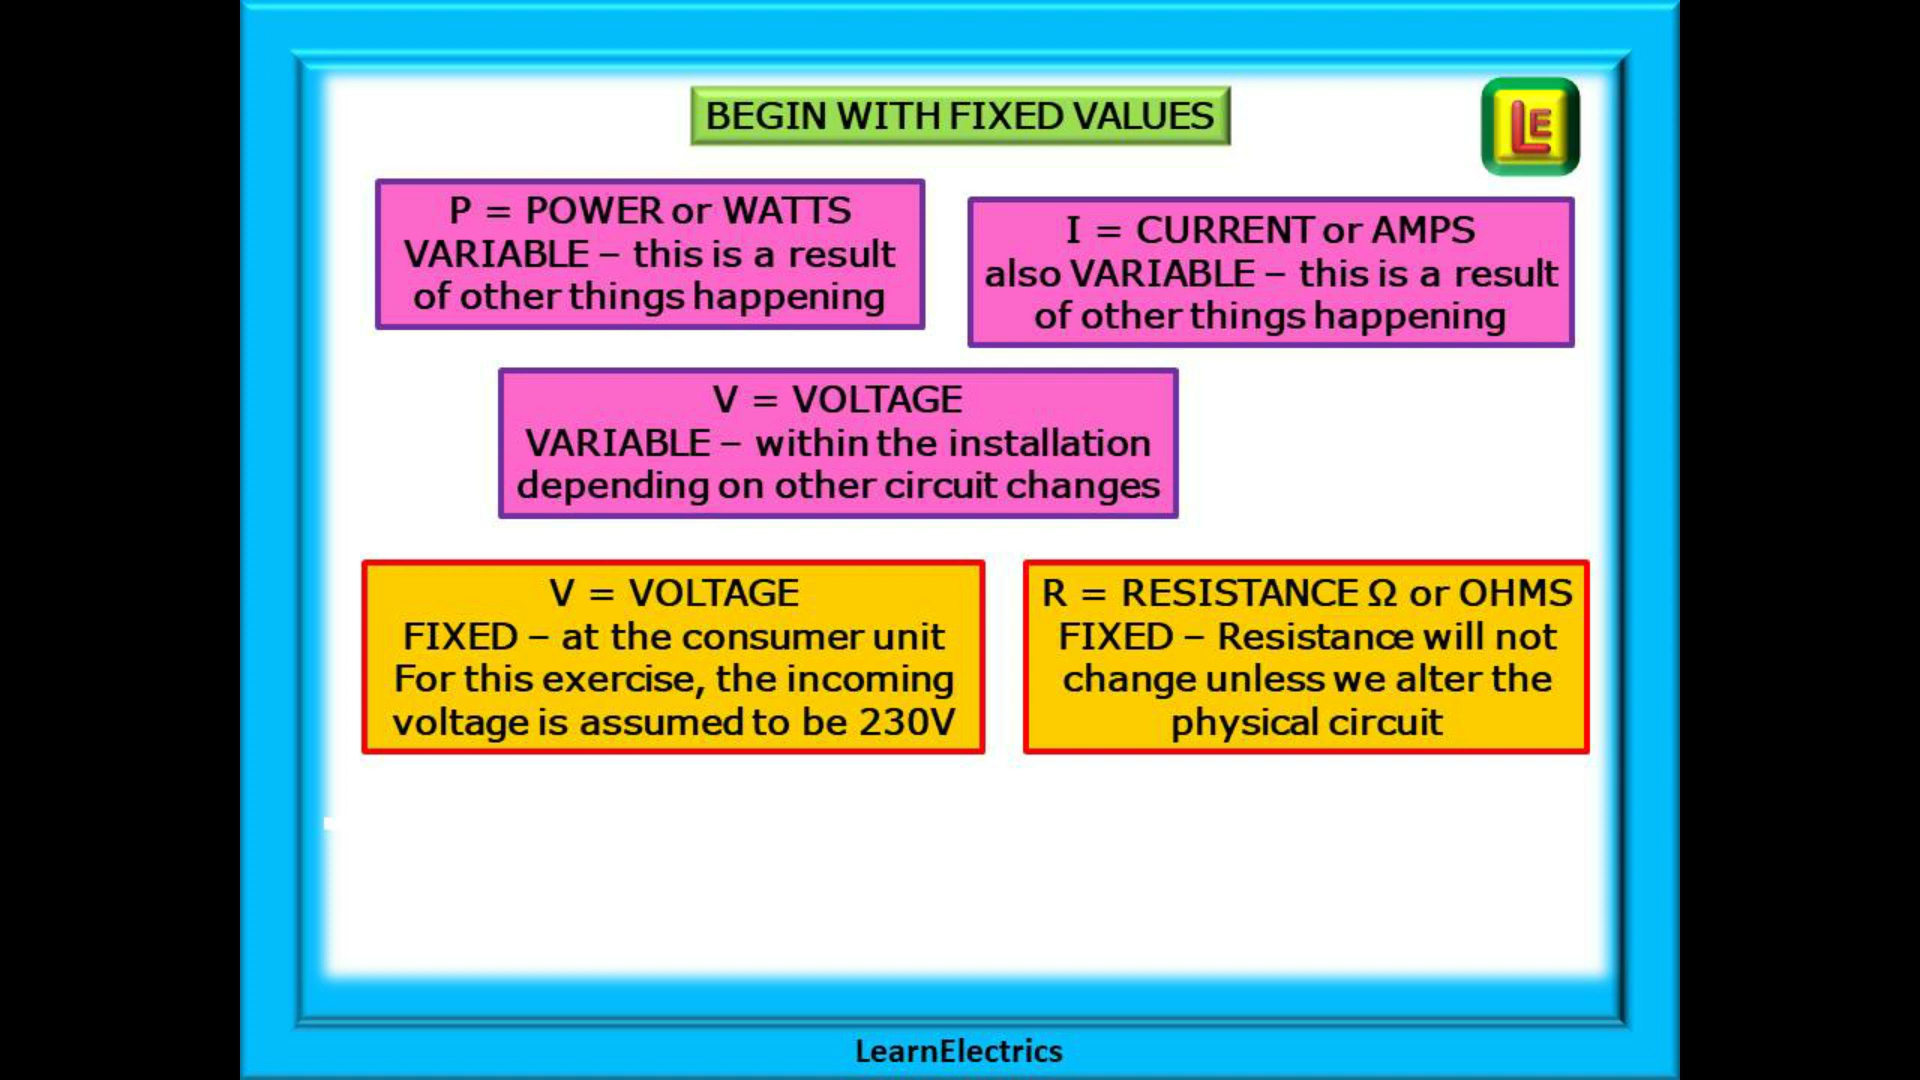 BEGIN WITH FIXED VALUES
LE
P = POWER or WATTS
VARIABLE – this is a result
of other things happening
I = CURRENT or AMPS
also VARIABLE – this is a result
of other things happening
V = VOLTAGE
VARIABLE – within the installation
depending on other circuit changes
V = VOLTAGE
FIXED – at the consumer unit
For this exercise, the incoming
voltage is assumed to be 230V
R = RESISTANCE Ω or OHMS
FIXED – Resistance will not
change unless we alter the
physical circuit
LearnElectrics